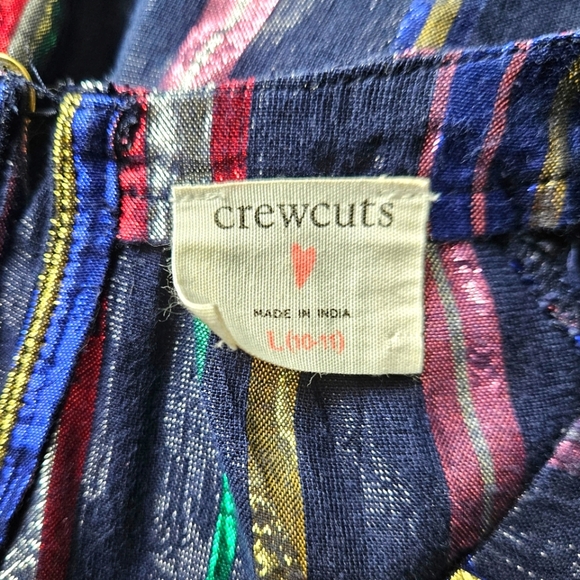 crewcuts
MADE IN INDIA
L (10-11)